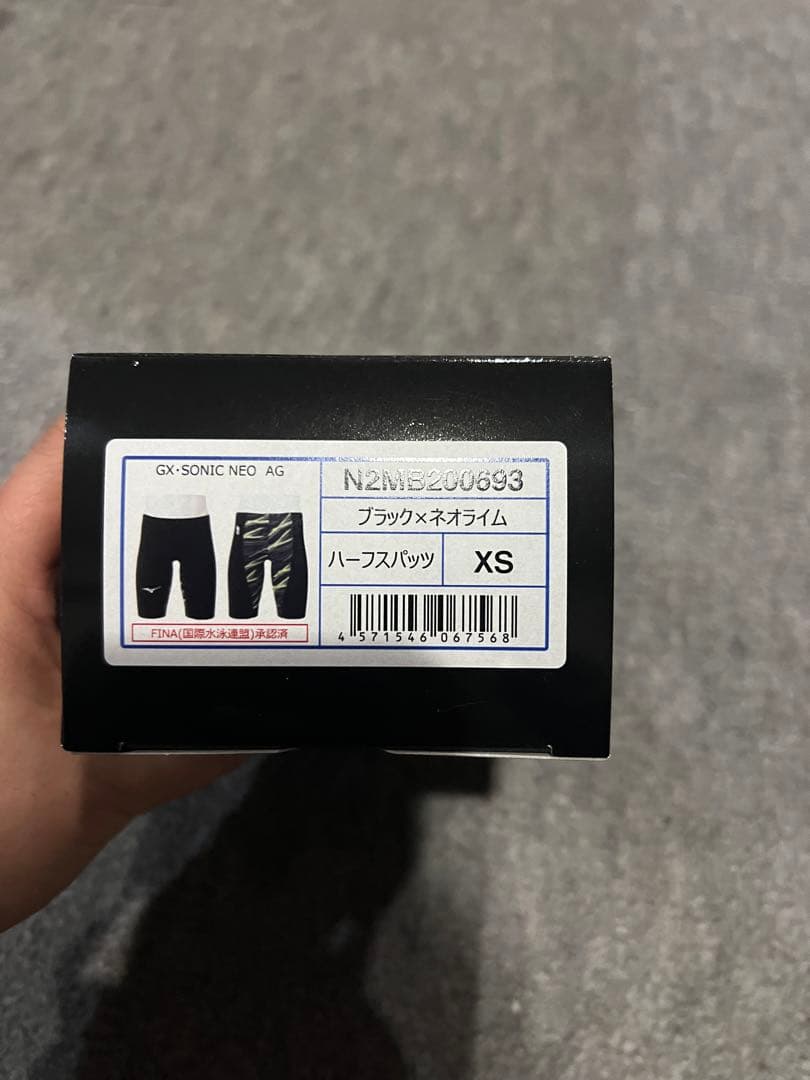 GX・SONIC NEO AG
N2MB200693
ブラック×ネオライム
ハーフスパッツ
XS
FINA(国際水泳連盟)承認済
4 571546 067568